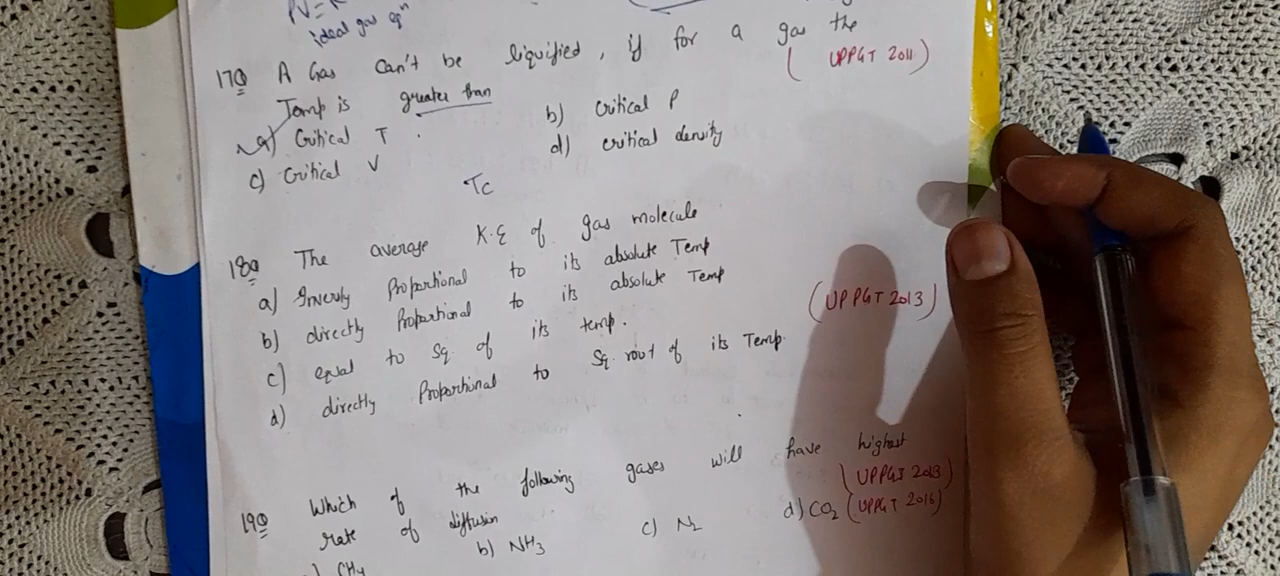 PV = R
ideal gas eqⁿ
17Q A Gas can't be liquified, if for a gas the
Temp is greater than (UPPGT 2011)
a) Critical T b) Critical P
c) Critical V d) critical density
Tc
18Q The average K.E of gas molecule
a) Inversly Proportional to its absolute Temp
b) directly Proportional to its absolute Temp
c) equal to Sq. of its temp. (UPPGT 2013)
d) directly Proportional to Sq. root of its Temp.
19Q Which of the following gases will have highest
rate of diffusion (UPPGT 2013)
a) CH4 b) NH3 c) N2 d) CO2 (UPPGT 2016)